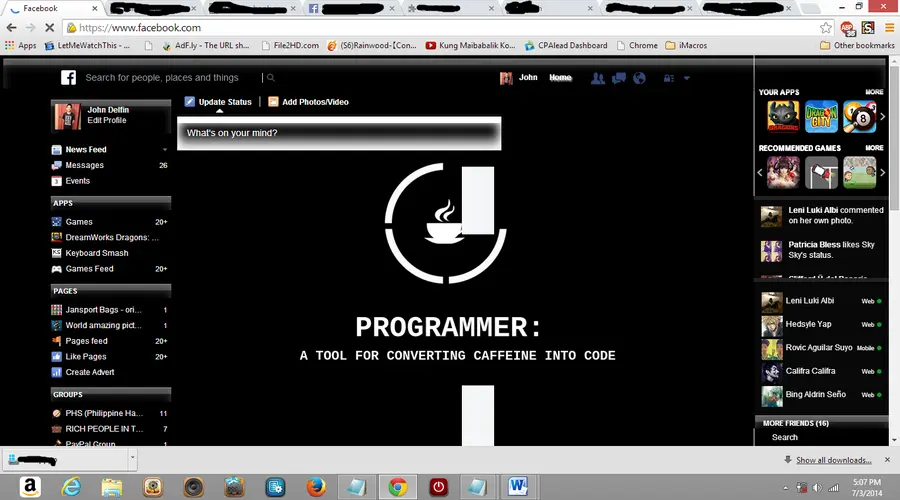 Facebook
https://www.facebook.com
Apps
LetMeWatchThis -
AdF.ly - The URL sh...
File2HD.com
(S6)Rainwood-[Con...
Kung Maibabalik Ko...
CPAlead Dashboard
Chrome
iMacros
Other bookmarks
Search for people, places and things
John
Home
John Delfin
Edit Profile
News Feed
Messages 26
Events
APPS
Games 20+
DreamWorks Dragons: ...
Keyboard Smash
Games Feed 20+
PAGES
Jansport Bags - ori... 1
World amazing pict... 1
Pages feed 20+
Like Pages 20+
Create Advert
GROUPS
PHS (Philippine Ha... 11
RICH PEOPLE IN T... 7
PayPal Group
Update Status
Add Photos/Video
What's on your mind?
PROGRAMMER:
A TOOL FOR CONVERTING CAFFEINE INTO CODE
YOUR APPS MORE
DRAGONS
DRAGON CITY
8
RECOMMENDED GAMES MORE
Leni Luki Albi commented
on her own photo.
Patricia Bless likes Sky
Sky's status.
Leni Luki Albi Web
Hedsyle Yap
Rovic Aguilar Suyo Mobile
Califra Califra Web
Bing Aldrin Seño Web
MORE FRIENDS (16)
Search
Show all downloads...
5:07 PM
7/3/2014